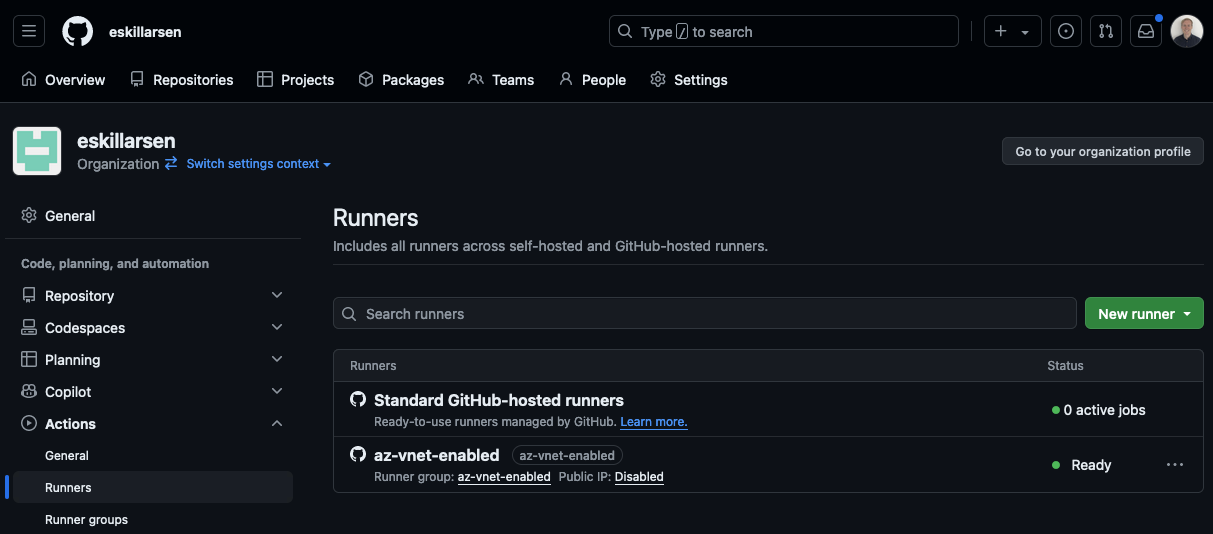 eskillarsen
Type / to search
Overview Repositories Projects Packages Teams People Settings
eskillarsen
Organization Switch settings context
Go to your organization profile
General
Code, planning, and automation
Repository
Codespaces
Planning
Copilot
Actions
General
Runners
Runner groups
Runners
Includes all runners across self-hosted and GitHub-hosted runners.
Search runners
New runner
Runners Status
Standard GitHub-hosted runners
Ready-to-use runners managed by GitHub. Learn more.
0 active jobs
az-vnet-enabled az-vnet-enabled
Runner group: az-vnet-enabled Public IP: Disabled
Ready